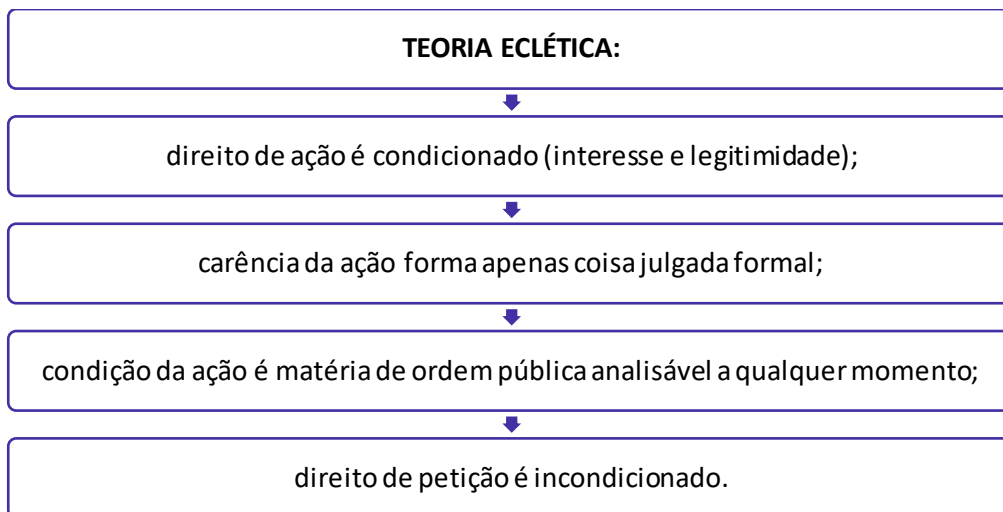 TEORIA ECLÉTICA:
direito de ação é condicionado (interesse e legitimidade);
carência da ação forma apenas coisa julgada formal;
condição da ação é matéria de ordem pública analisável a qualquer momento;
direito de petição é incondicionado.